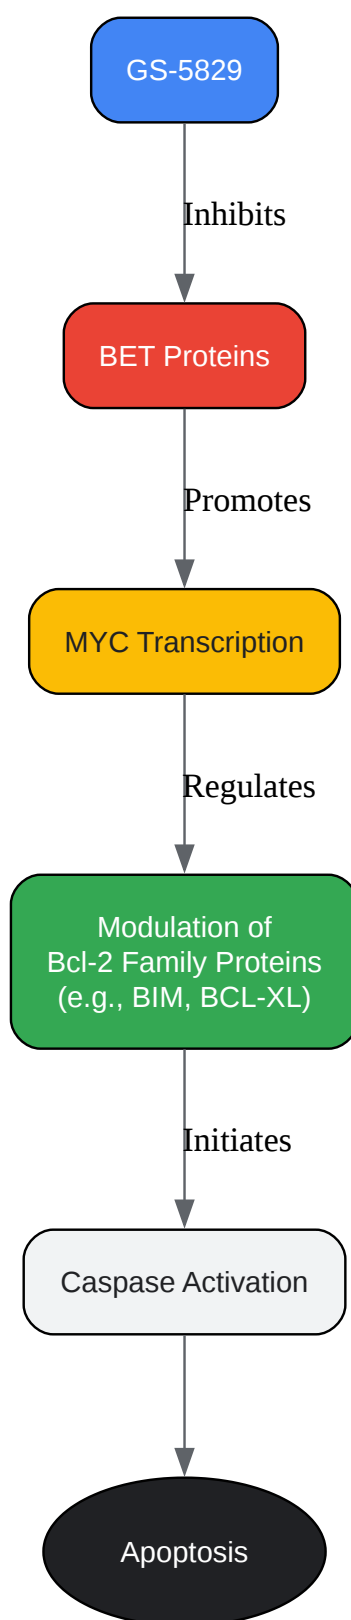 GS-5829
Inhibits
BET Proteins
Promotes
MYC Transcription
Regulates
Modulation of
Bcl-2 Family Proteins
(e.g., BIM, BCL-XL)
Initiates
Caspase Activation
Apoptosis